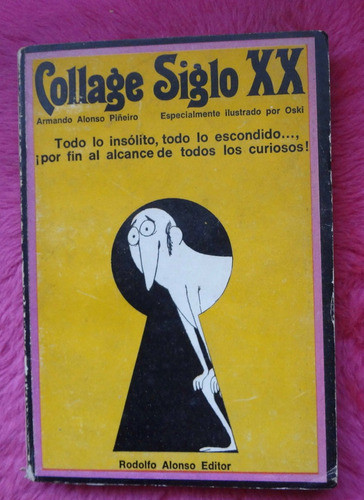 Collage Siglo XX
Armando Alonso Piñeiro Especialmente ilustrado por Oski
Todo lo insólito, todo lo escondido...,
¡por fin al alcance de todos los curiosos!
Rodolfo Alonso Editor